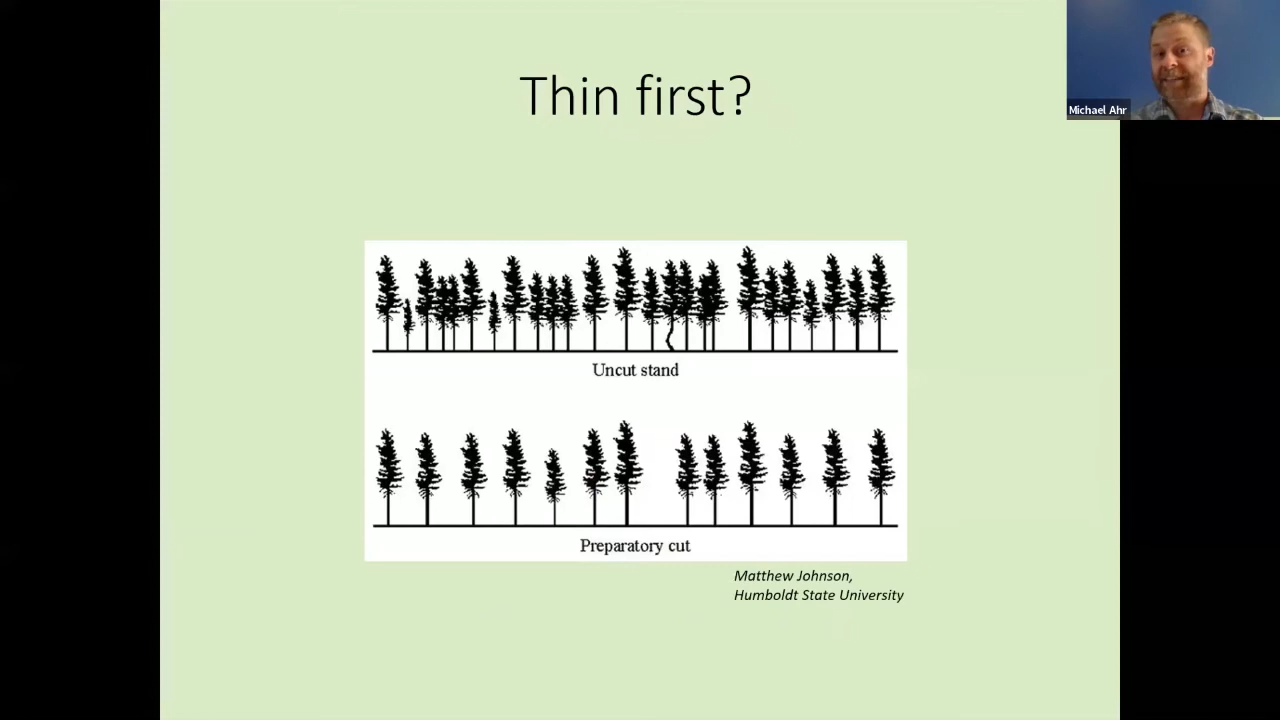 Thin first?
Michael Ahr
Uncut stand
Preparatory cut
Matthew Johnson,
Humboldt State University